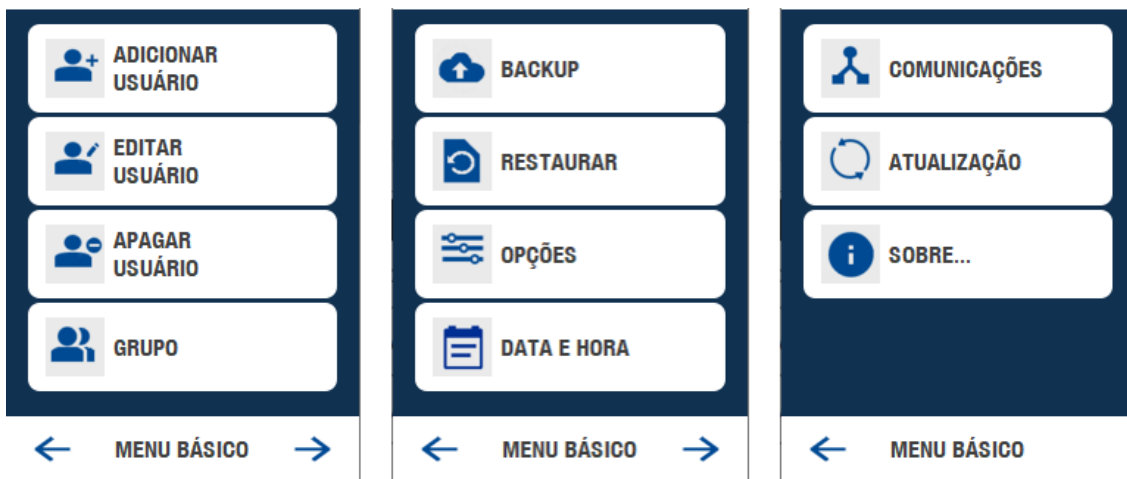 ADICIONAR
USUÁRIO
EDITAR
USUÁRIO
APAGAR
USUÁRIO
GRUPO
MENU BÁSICO
BACKUP
RESTAURAR
OPÇÕES
DATA E HORA
MENU BÁSICO
COMUNICAÇÕES
ATUALIZAÇÃO
SOBRE...
MENU BÁSICO